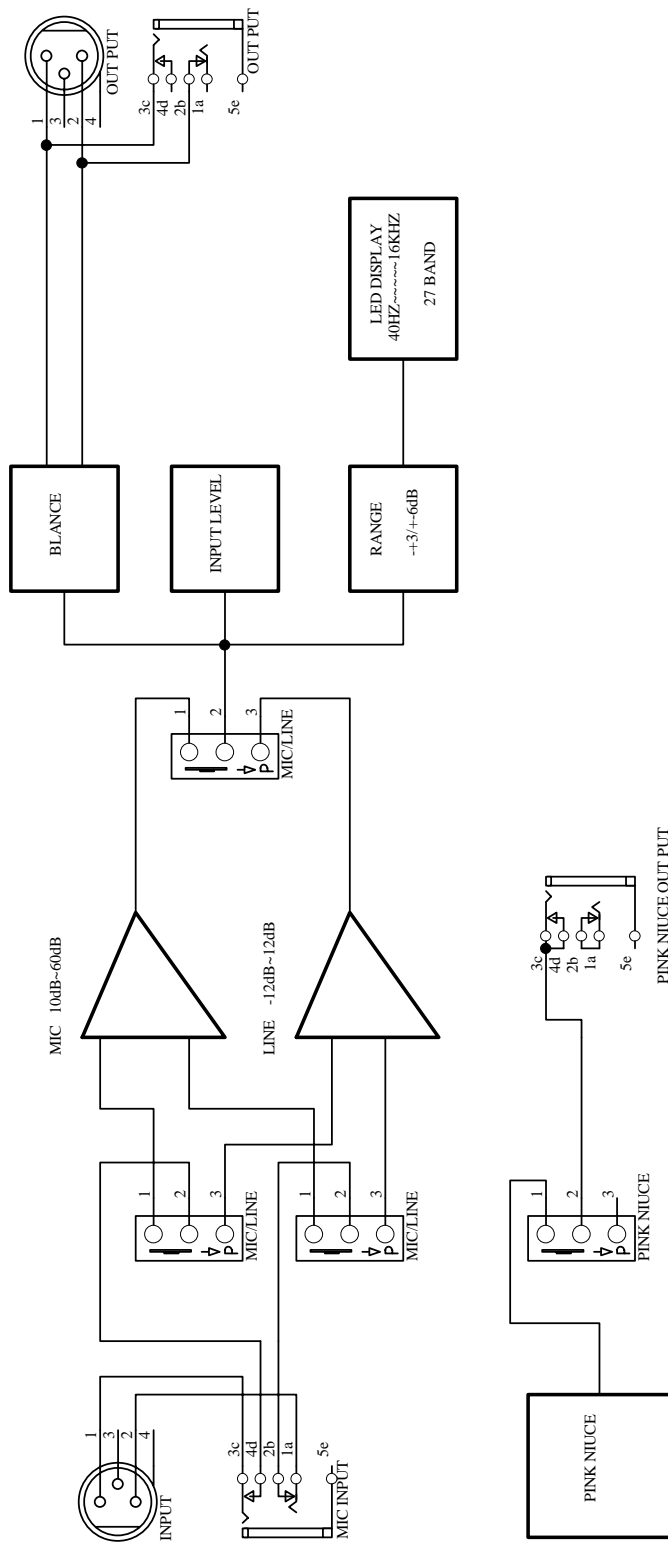 INPUT
1
3
2
4
3c
4d
2b
1a
5e
MIC INPUT
1
2
3
P
MIC/LINE
1
2
3
P
MIC/LINE
MIC 10dB~60dB
LINE -12dB~12dB
1
2
3
P
MIC/LINE
BLANCE
INPUT LEVEL
RANGE
-+3/+-6dB
LED DISPLAY
40HZ~~~~~16KHZ
27 BAND
1
3
2
4
OUT PUT
3c
4d
2b
1a
5e
OUT PUT
PINK NIUCE
1
2
3
P
PINK NIUCE
3c
4d
2b
1a
5e
PINK NIUCE OUT PUT